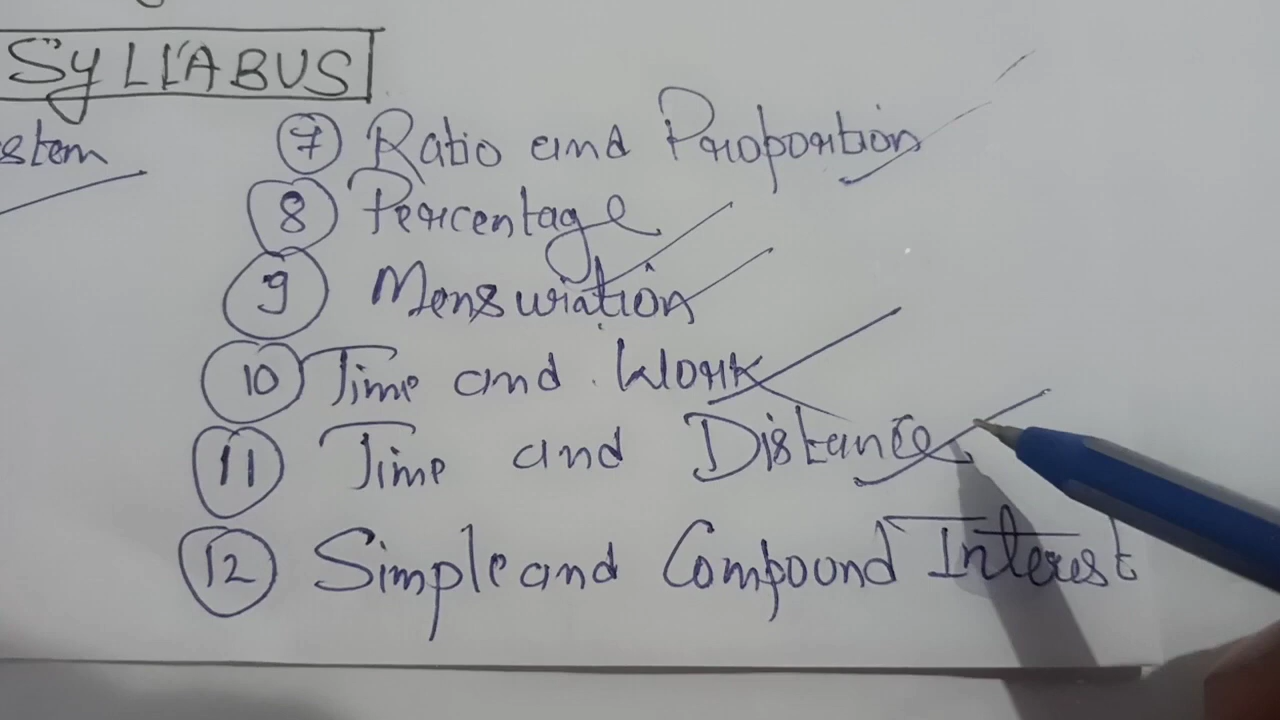 SYLLABUS
stem
7 Ratio and Proportion
8 Percentage
9 Mensuration
10 Time and Work
11 Time and Distance
12 Simple and Compound Interest